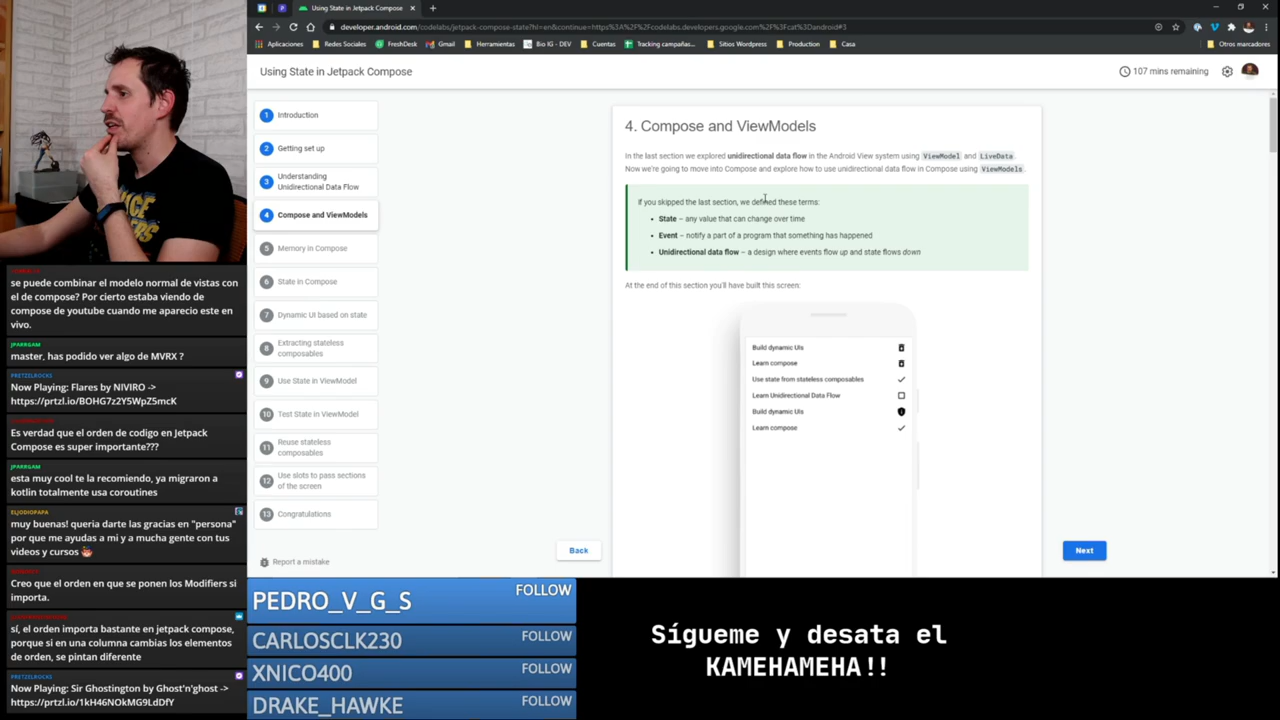 Using State in Jetpack Compose
developer.android.com/codelabs/jetpack-compose-state?hl=en&continue=https%3A%2F%2Fcodelabs.developers.google.com%2F%3Fcat%3Dandroid#3
Aplicaciones
Redes Sociales
FreshDesk
Gmail
Herramientas
Bio IG - DEV
Cuentas
Tracking campañas...
Sitios Wordpress
Production
Casa
Otros marcadores
Using State in Jetpack Compose
107 mins remaining
1 Introduction
2 Getting set up
3 Understanding
Unidirectional Data Flow
4 Compose and ViewModels
5 Memory in Compose
6 State in Compose
7 Dynamic UI based on state
8 Extracting stateless
composables
9 Use State in ViewModel
10 Test State in ViewModel
11 Reuse stateless
composables
12 Use slots to pass sections
of the screen
13 Congratulations
Report a mistake
4. Compose and ViewModels
In the last section we explored unidirectional data flow in the Android View system using ViewModel and LiveData.
Now we're going to move into Compose and explore how to use unidirectional data flow in Compose using ViewModels.
If you skipped the last section, we defined these terms:
• State – any value that can change over time
• Event – notify a part of a program that something has happened
• Unidirectional data flow – a design where events flow up and state flows down
At the end of this section you'll have built this screen:
Build dynamic UIs
Learn compose
Use state from stateless composables
Learn Unidirectional Data Flow
Build dynamic UIs
Learn compose
Back
Next
se puede combinar el modelo normal de vistas con
el de compose? Por cierto estaba viendo de
compose de youtube cuando me aparecio este en
vivo.
JPARRGAM
master, has podido ver algo de MVRX ?
PRETZELROCKS
Now Playing: Flares by NIVIRO ->
https://prtzl.io/BOHG7z2Y5WpZ5mcK
Es verdad que el orden de codigo en Jetpack
Compose es super importante???
JPARRGAM
esta muy cool te la recomiendo, ya migraron a
kotlin totalmente usa coroutines
ELJODIOPAPA
muy buenas! queria darte las gracias en "persona"
por que me ayudas a mi y a mucha gente con tus
videos y cursos
Creo que el orden en que se ponen los Modifiers si
importa.
sí, el orden importa bastante en jetpack compose,
porque si en una columna cambias los elementos
de orden, se pintan diferente
PRETZELROCKS
Now Playing: Sir Ghostington by Ghost'n'ghost ->
https://prtzl.io/1kH46NOkMG9LdDfY
PEDRO_V_G_S FOLLOW
CARLOSCLK230 FOLLOW
XNICO400 FOLLOW
DRAKE_HAWKE FOLLOW
Sígueme y desata el
KAMEHAMEHA!!